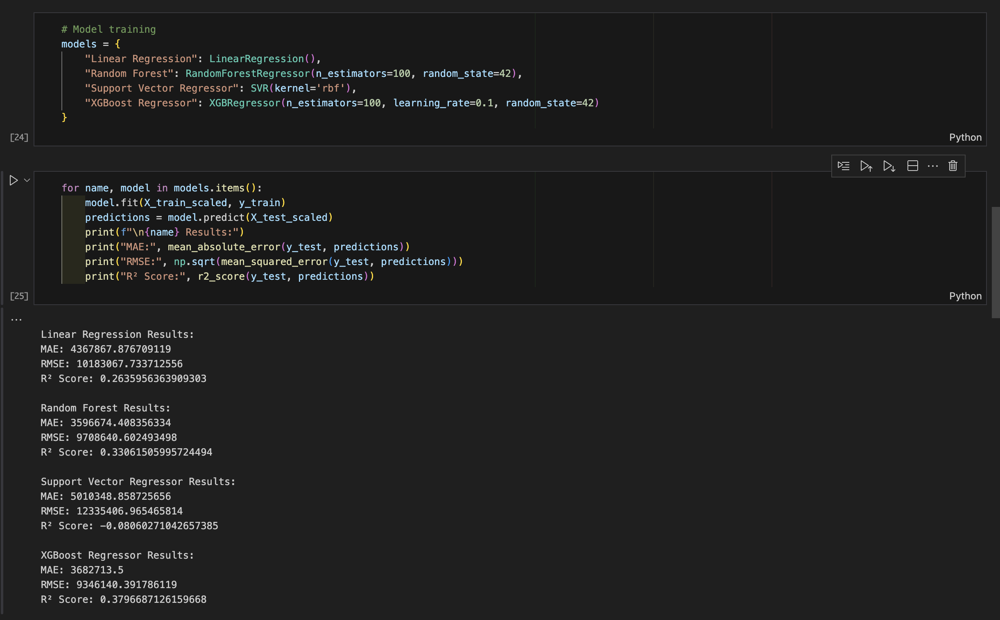 # Model training
models = {
    "Linear Regression": LinearRegression(),
    "Random Forest": RandomForestRegressor(n_estimators=100, random_state=42),
    "Support Vector Regressor": SVR(kernel='rbf'),
    "XGBoost Regressor": XGBRegressor(n_estimators=100, learning_rate=0.1, random_state=42)
}
[24]
Python
for name, model in models.items():
    model.fit(X_train_scaled, y_train)
    predictions = model.predict(X_test_scaled)
    print(f"\n{name} Results:")
    print("MAE:", mean_absolute_error(y_test, predictions))
    print("RMSE:", np.sqrt(mean_squared_error(y_test, predictions)))
    print("R² Score:", r2_score(y_test, predictions))
[25]
Python
Linear Regression Results:
MAE: 4367867.876709119
RMSE: 10183067.733712556
R² Score: 0.2635956363909303
Random Forest Results:
MAE: 3596674.408356334
RMSE: 9708640.602493498
R² Score: 0.33061505995724494
Support Vector Regressor Results:
MAE: 5010348.858725656
RMSE: 12335406.965465814
R² Score: -0.08060271042657385
XGBoost Regressor Results:
MAE: 3682713.5
RMSE: 9346140.391786119
R² Score: 0.3796687126159668